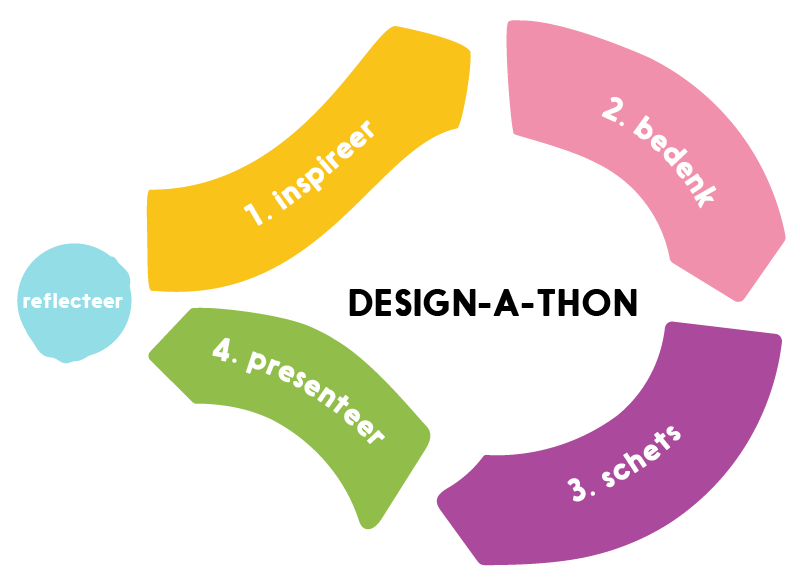 1. inspireer
2. bedenk
reflecteer
DESIGN-A-THON
4. presenteer
3. schets